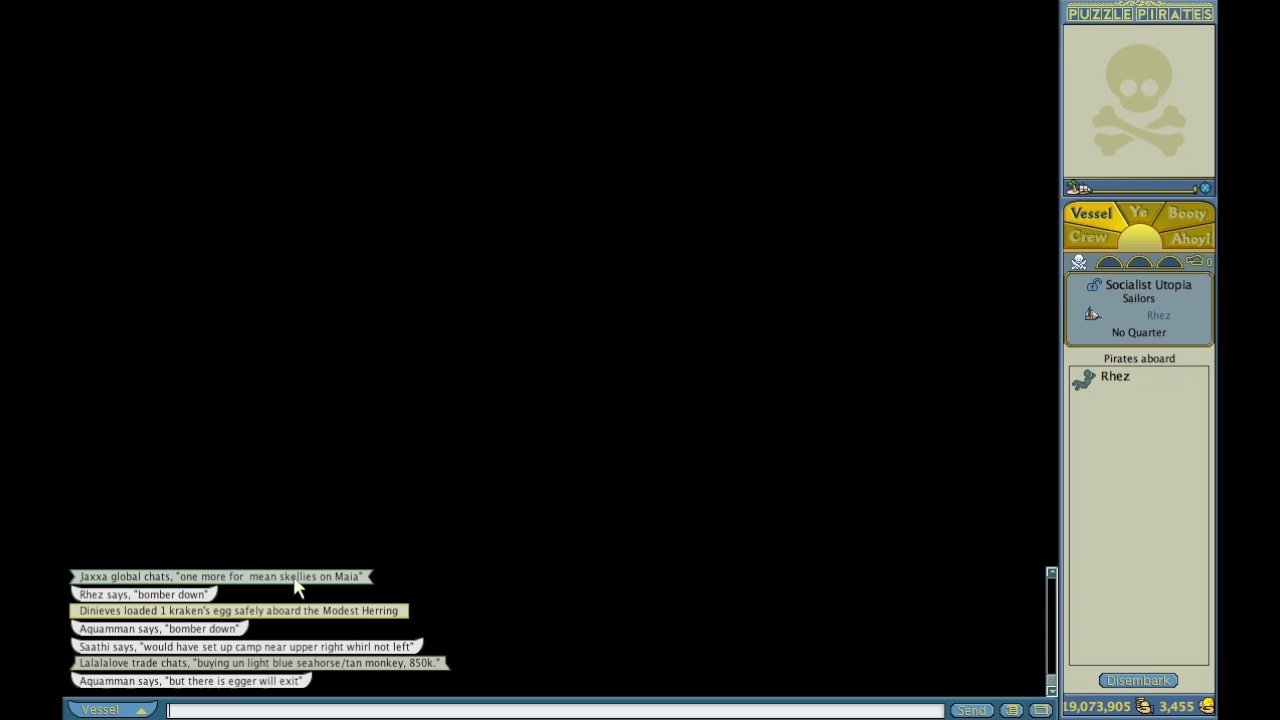 PUZZLE PIRATES
Vessel
Ye
Booty
Crew
Ahoy!
0
Socialist Utopia
Sailors
Rhez
No Quarter
Pirates aboard
Rhez
Jaxxa global chats, "one more for  mean skellies on Maia"
Rhez says, "bomber down"
Dinieves loaded 1 kraken's egg safely aboard the Modest Herring
Aquamman says, "bomber down"
Saathi says, "would have set up camp near upper right whirl not left"
Lalalalove trade chats, "buying un light blue seahorse/tan monkey, 850k."
Aquamman says, "but there is egger will exit"
Disembark
Vessel
Send
19,073,905
3,455